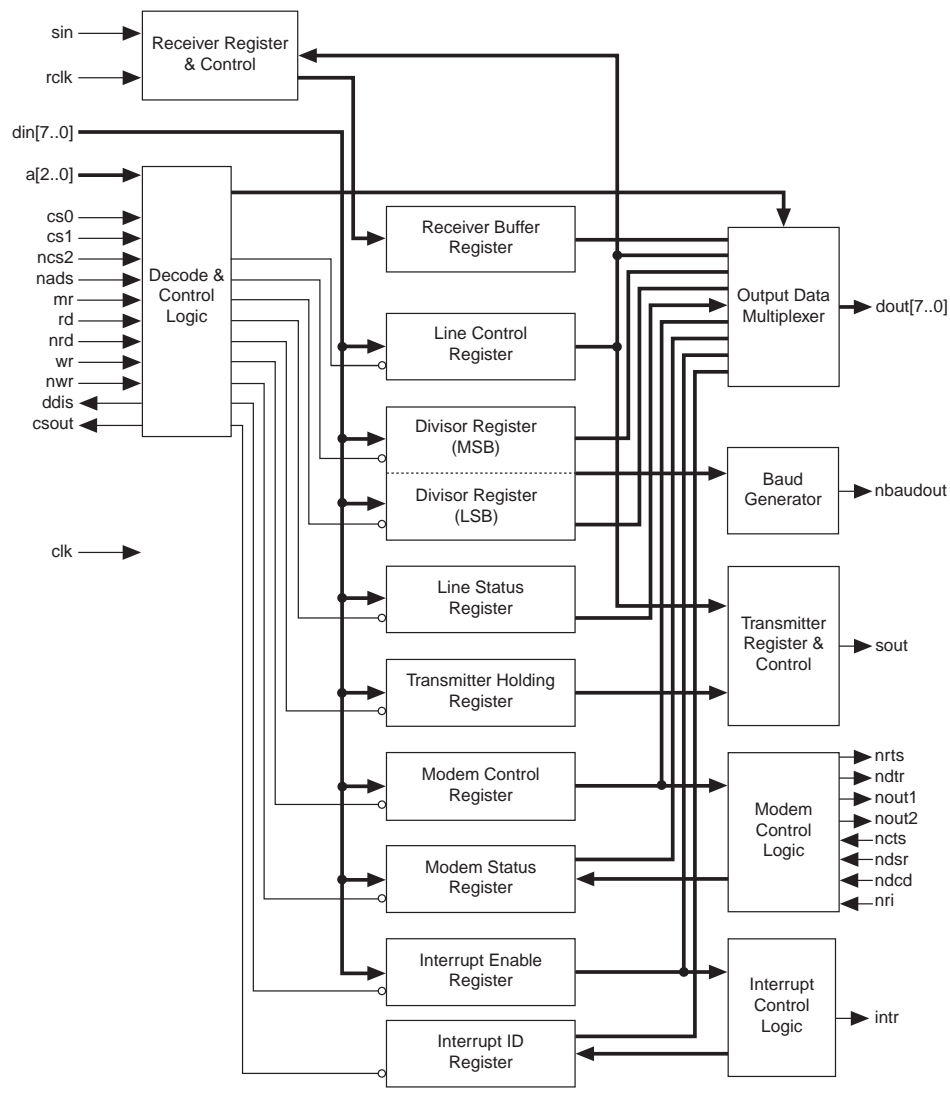 sin
rclk
Receiver Register
& Control
din[7..0]
a[2..0]
cs0
cs1
ncs2
nads
mr
rd
nrd
wr
nwr
ddis
csout
Decode &
Control
Logic
clk
Receiver Buffer
Register
Line Control
Register
Divisor Register
(MSB)
Divisor Register
(LSB)
Line Status
Register
Transmitter Holding
Register
Modem Control
Register
Modem Status
Register
Interrupt Enable
Register
Interrupt ID
Register
Output Data
Multiplexer
dout[7..0]
Baud
Generator
nbaudout
Transmitter
Register &
Control
sout
Modem
Control
Logic
nrts
ndtr
nout1
nout2
ncts
ndsr
ndcd
nri
Interrupt
Control
Logic
intr